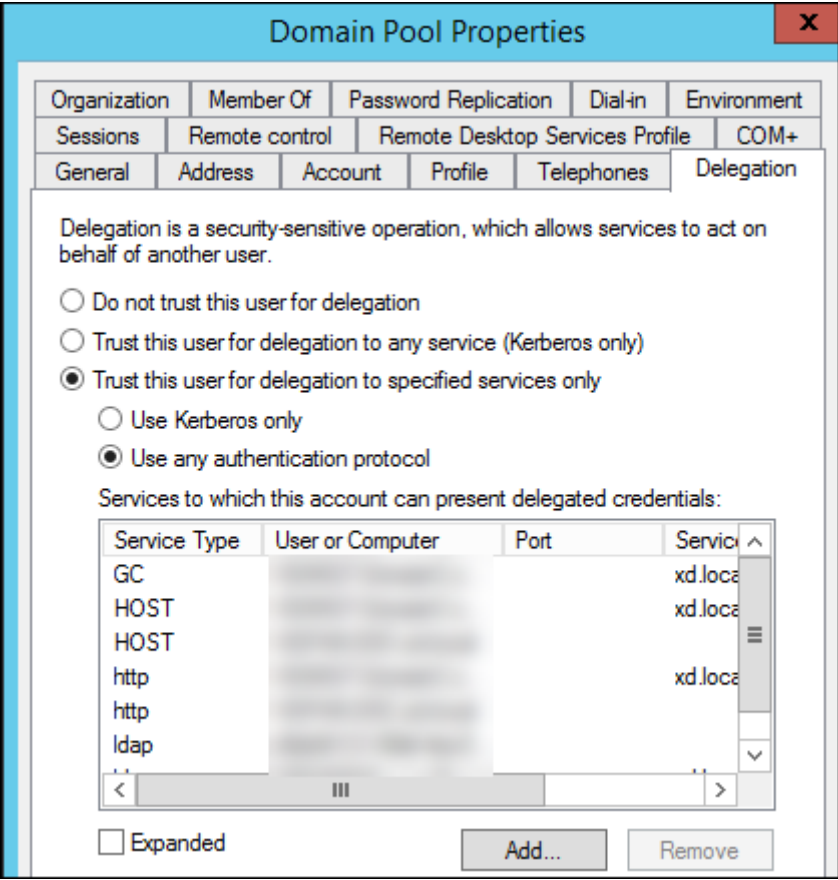 Domain Pool Properties
x
Organization Member Of Password Replication Dial-in Environment
Sessions Remote control Remote Desktop Services Profile COM+
General Address Account Profile Telephones Delegation
Delegation is a security-sensitive operation, which allows services to act on
behalf of another user.
Do not trust this user for delegation
Trust this user for delegation to any service (Kerberos only)
Trust this user for delegation to specified services only
Use Kerberos only
Use any authentication protocol
Services to which this account can present delegated credentials:
Service Type User or Computer Port Servic
GC xd.loca
HOST xd.loca
HOST
http xd.loca
http
ldap
Expanded Add... Remove